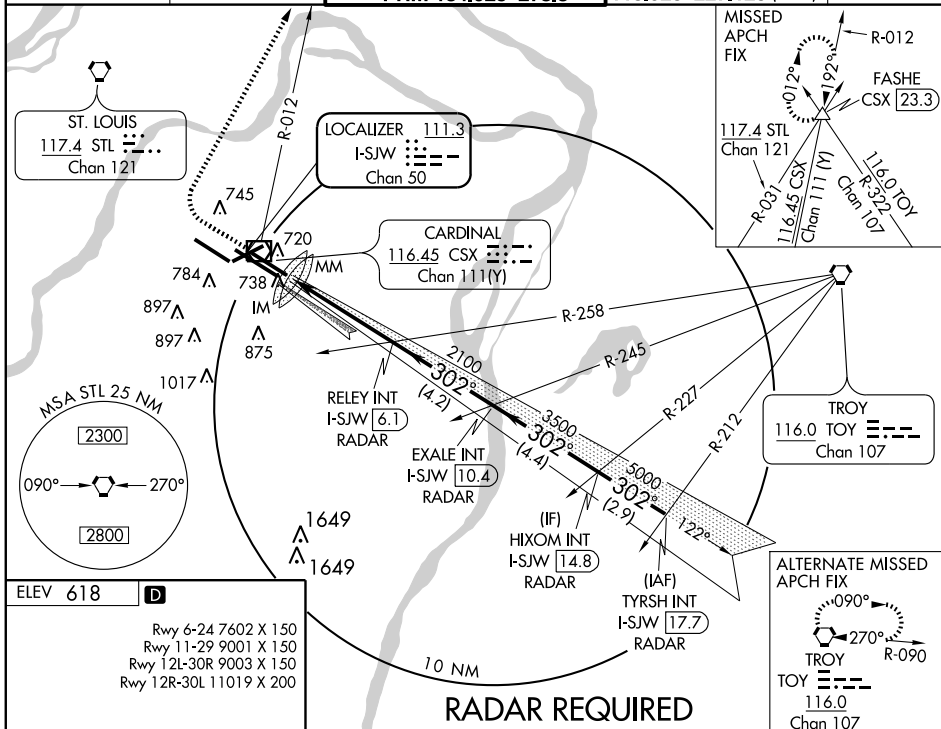 MISSED
APCH
FIX
R-012
012°
192°
FASHE
CSX 23.3
117.4 STL
Chan 121
R-031
116.45 CSX
Chan 111 (Y)
116.0 TOY
R-322
Chan 107
ST. LOUIS
117.4 STL
Chan 121
R-012
LOCALIZER 111.3
I-SJW
Chan 50
745
720
CARDINAL
116.45 CSX
Chan 111(Y)
MM
784
738
IM
897
897
875
1017
R-258
R-245
R-227
R-212
2100
302°
(4.2)
3500
302°
(4.4)
5000
302°
(2.9)
122°
RELEY INT
I-SJW 6.1
RADAR
EXALE INT
I-SJW 10.4
RADAR
(IF)
HIXOM INT
I-SJW 14.8
RADAR
(IAF)
TYRSH INT
I-SJW 17.7
RADAR
TROY
116.0 TOY
Chan 107
MSA STL 25 NM
2300
090°
270°
2800
1649
1649
ELEV 618 D
Rwy 6-24 7602 X 150
Rwy 11-29 9001 X 150
Rwy 12L-30R 9003 X 150
Rwy 12R-30L 11019 X 200
10 NM
RADAR REQUIRED
ALTERNATE MISSED
APCH FIX
090°
270°
R-090
TROY
TOY
116.0
Chan 107